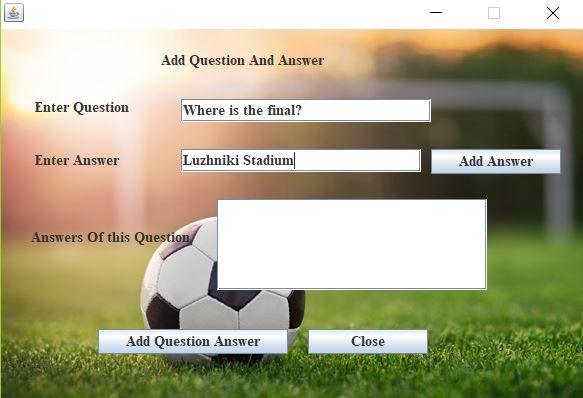 Add Question And Answer
Enter Question
Where is the final?
Enter Answer
Luzhniki Stadium
Add Answer
Answers Of this Question
Add Question Answer
Close